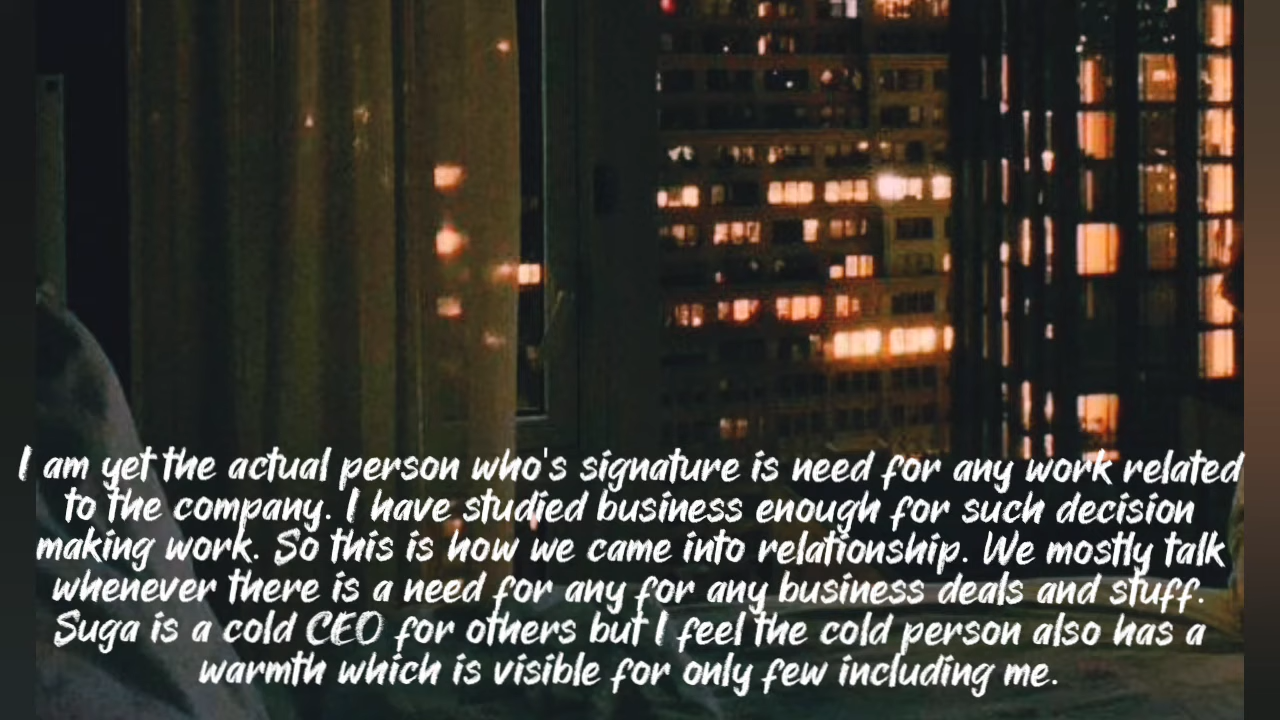 I am yet the actual person who's signature is need for any work related
to the company. I have studied business enough for such decision
making work. So this is how we came into relationship. We mostly talk
whenever there is a need for any for any business deals and stuff.
Suga is a cold CEO for others but I feel the cold person also has a
warmth which is visible for only few including me.